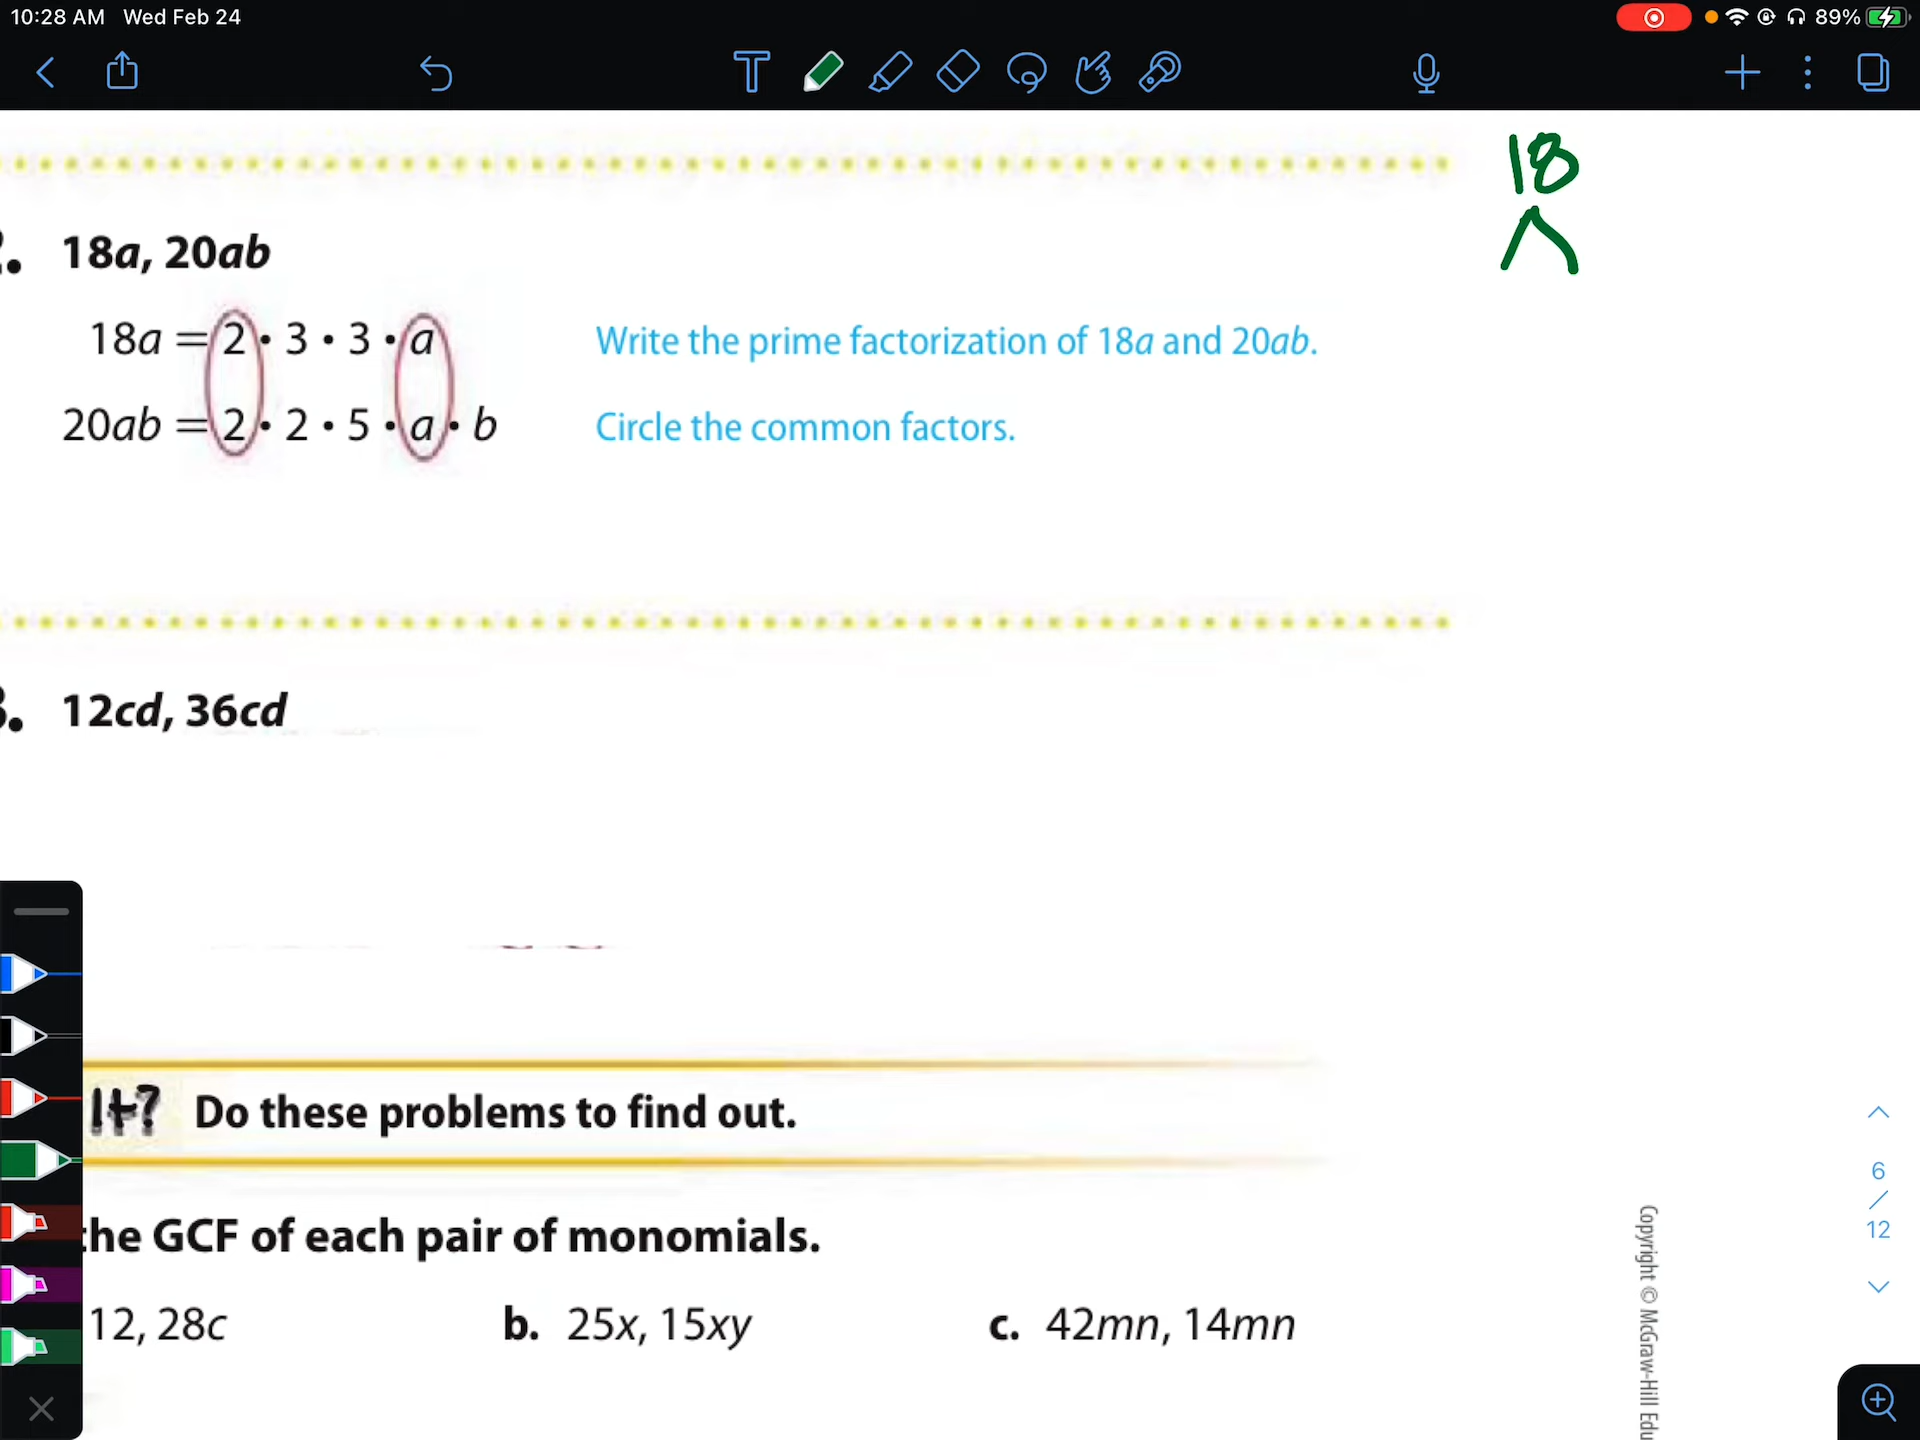 10:28 AM Wed Feb 24
89%
T
18
2. 18a, 20ab
18a = 2 · 3 · 3 · a
Write the prime factorization of 18a and 20ab.
20ab = 2 · 2 · 5 · a · b
Circle the common factors.
3. 12cd, 36cd
It? Do these problems to find out.
the GCF of each pair of monomials.
12, 28c
b. 25x, 15xy
c. 42mn, 14mn
6
/
12
Copyright © McGraw-Hill Edu